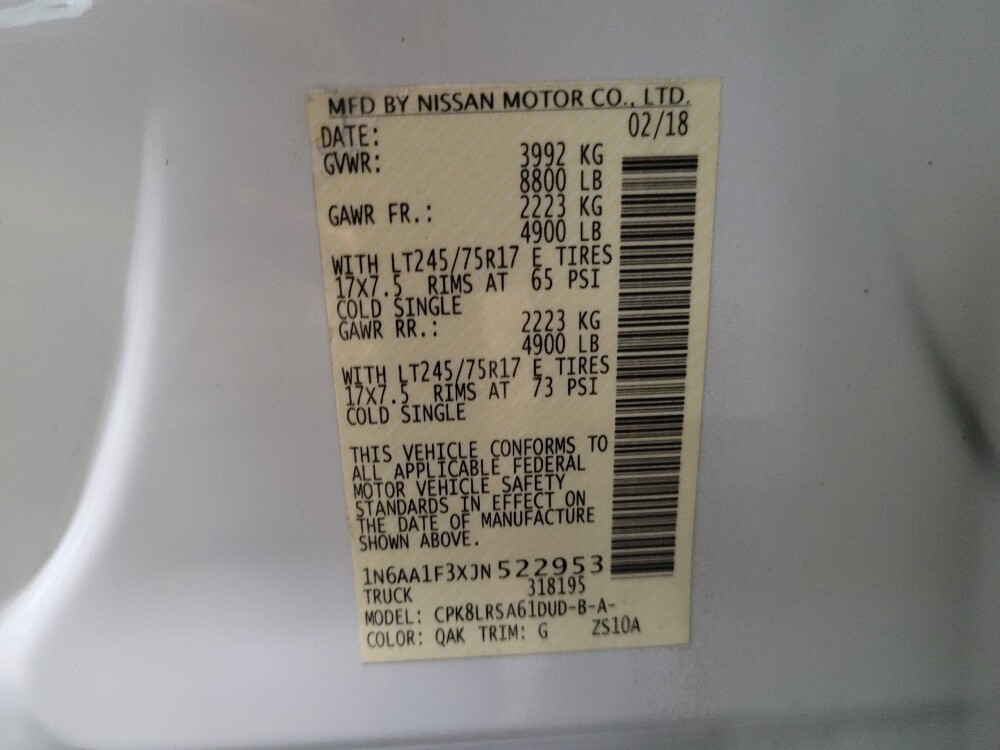 MFD BY NISSAN MOTOR CO., LTD.
DATE: 02/18
GVWR: 3992 KG
8800 LB
GAWR FR.: 2223 KG
4900 LB
WITH LT245/75R17 E TIRES
17X7.5 RIMS AT 65 PSI
COLD SINGLE
GAWR RR.: 2223 KG
4900 LB
WITH LT245/75R17 E TIRES
17X7.5 RIMS AT 73 PSI
COLD SINGLE
THIS VEHICLE CONFORMS TO
ALL APPLICABLE FEDERAL
MOTOR VEHICLE SAFETY
STANDARDS IN EFFECT ON
THE DATE OF MANUFACTURE
SHOWN ABOVE.
1N6AA1F3XJN522953
TRUCK 318195
MODEL: CPK8LRSA61DUD-B-A-
COLOR: QAK TRIM: G ZS10A